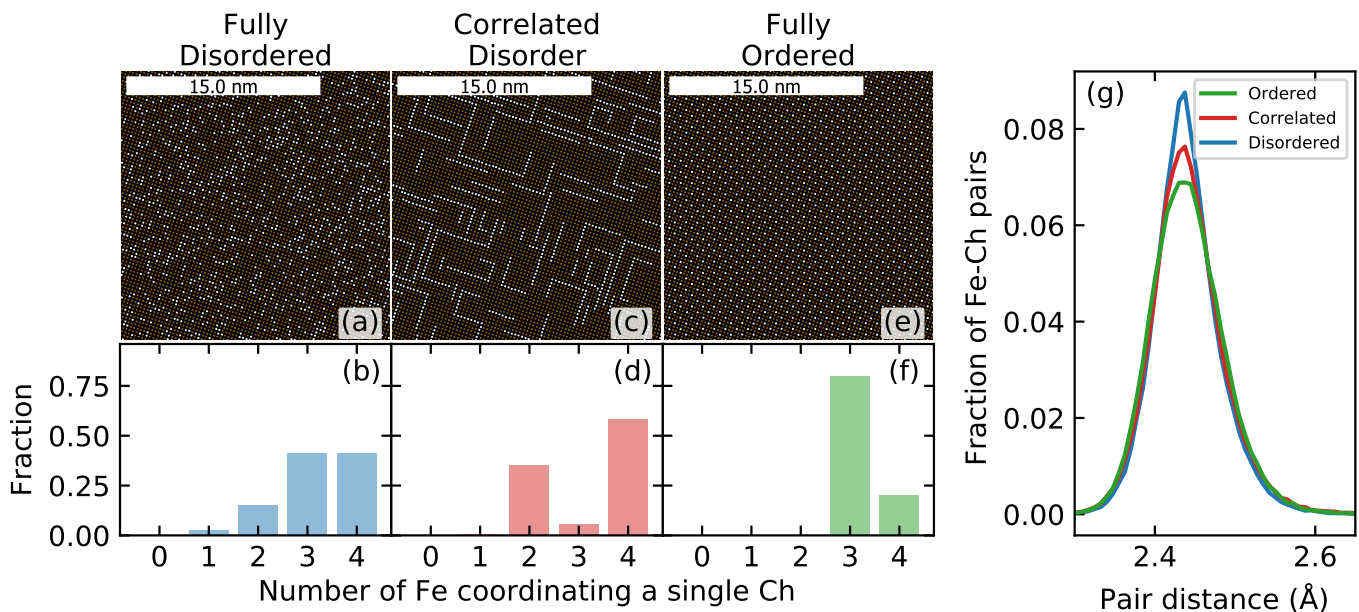 Fully
Disordered
Correlated
Disorder
Fully
Ordered
15.0 nm
15.0 nm
15.0 nm
(a)
(c)
(e)
(b)
(d)
(f)
0.75
0.50
0.25
0.00
Fraction
0 1 2 3 4
0 1 2 3 4
0 1 2 3 4
Number of Fe coordinating a single Ch
(g)
Ordered
Correlated
Disordered
0.08
0.06
0.04
0.02
0.00
Fraction of Fe-Ch pairs
2.4 2.6
Pair distance (Å)